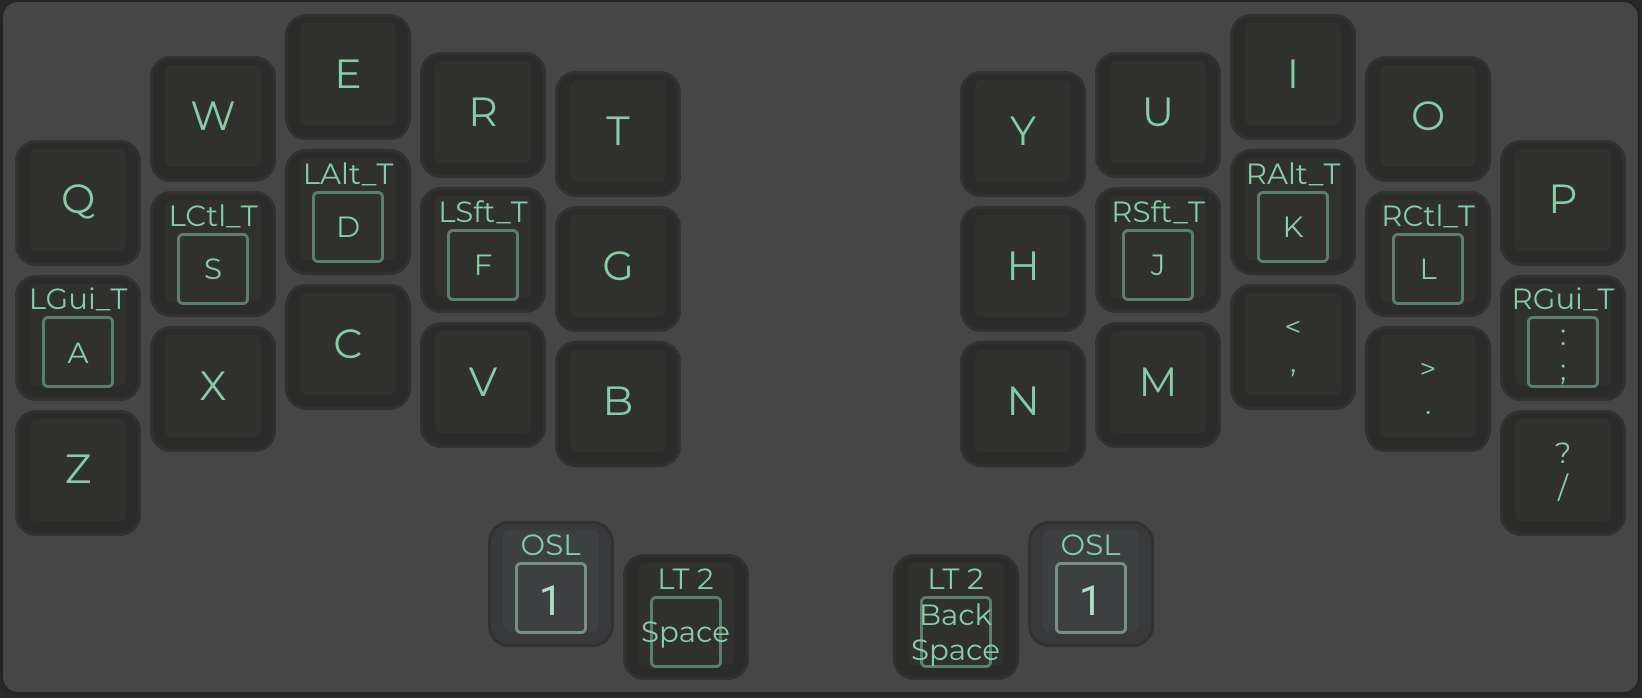 Q
W
E
R
T
Y
U
I
O
P
LGui_T
A
LCtl_T
S
LAlt_T
D
LSft_T
F
G
H
RSft_T
J
RAlt_T
K
RCtl_T
L
RGui_T
:
;
Z
X
C
V
B
N
M
<
,
>
.
?
/
OSL
1
LT 2
Space
LT 2
Back
Space
OSL
1